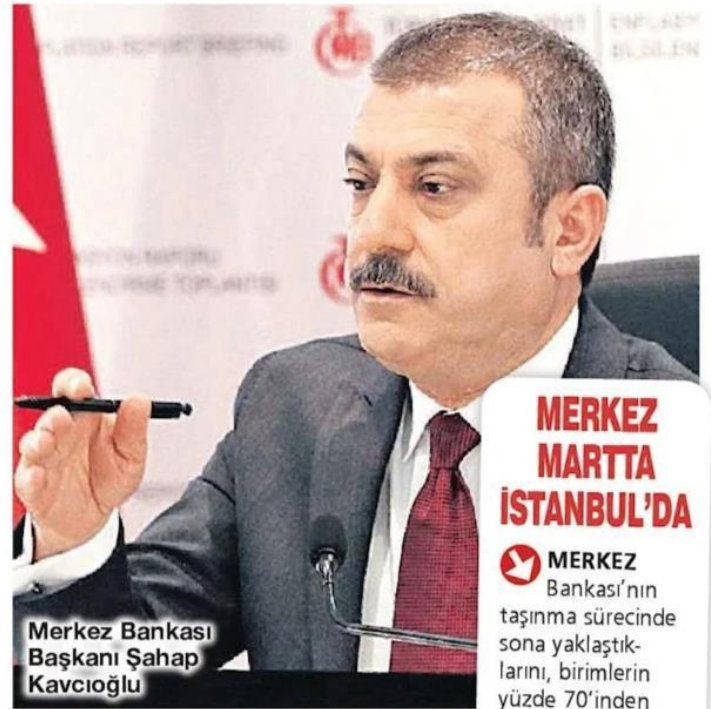 Merkez Bankası
Başkanı Şahap
Kavcıoğlu
MERKEZ
MARTTA
İSTANBUL'DA
MERKEZ
Bankası'nın
taşınma sürecinde
sona yaklaştık-
larını, birimlerin
yüzde 70'inden